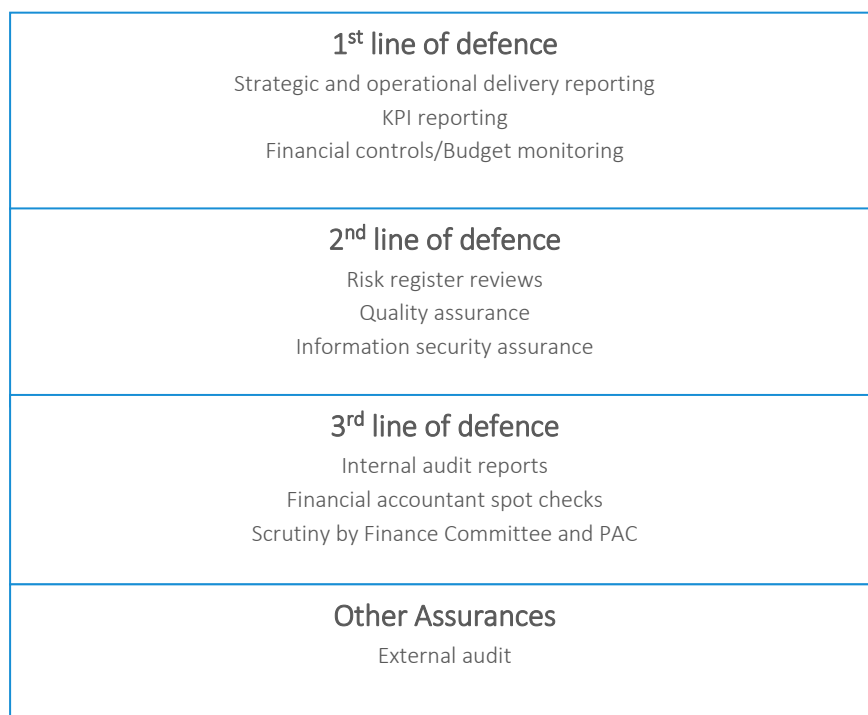 1st line of defence
Strategic and operational delivery reporting
KPI reporting
Financial controls/Budget monitoring
2nd line of defence
Risk register reviews
Quality assurance
Information security assurance
3rd line of defence
Internal audit reports
Financial accountant spot checks
Scrutiny by Finance Committee and PAC
Other Assurances
External audit